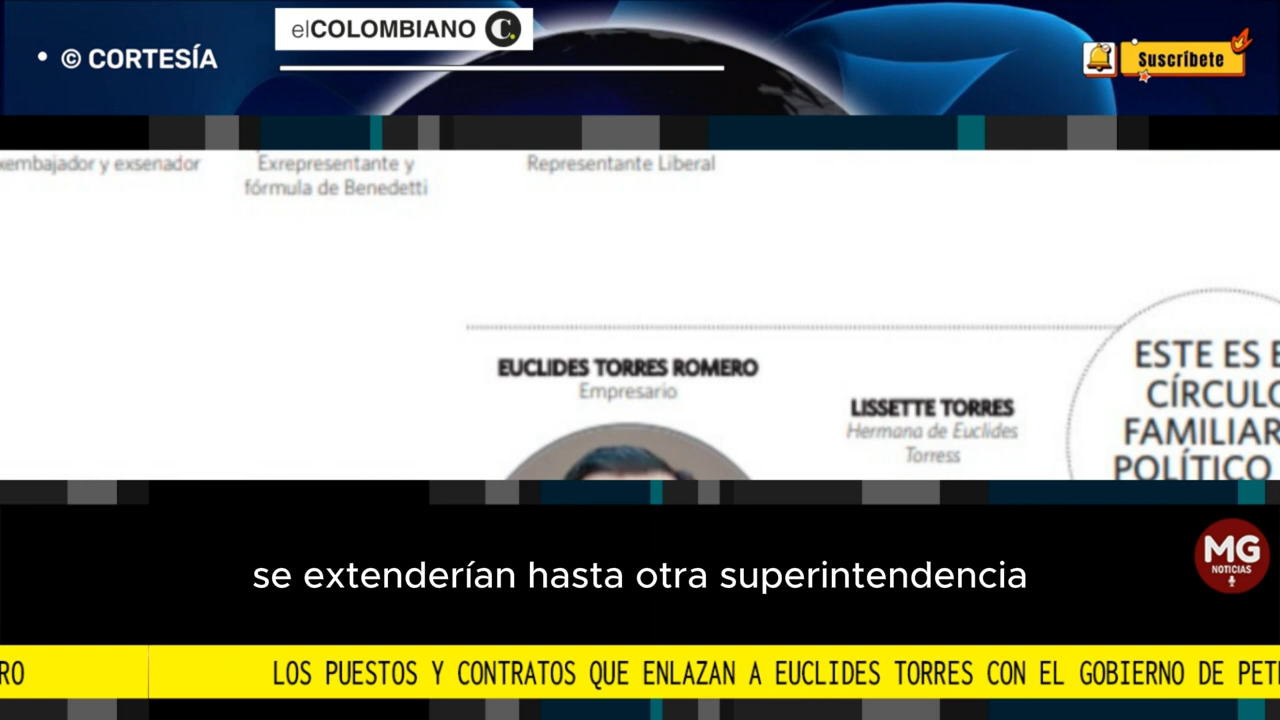 elCOLOMBIANO C.
• © CORTESÍA
Suscríbete
xembajador y exsenador
Exrepresentante y
fórmula de Benedetti
Representante Liberal
EUCLIDES TORRES ROMERO
Empresario
LISSETTE TORRES
Hermana de Euclides
Torress
ESTE ES E
CÍRCULO
FAMILIAR
POLÍTICO
se extenderían hasta otra superintendencia
MG
NOTICIAS
RO
LOS PUESTOS Y CONTRATOS QUE ENLAZAN A EUCLIDES TORRES CON EL GOBIERNO DE PET